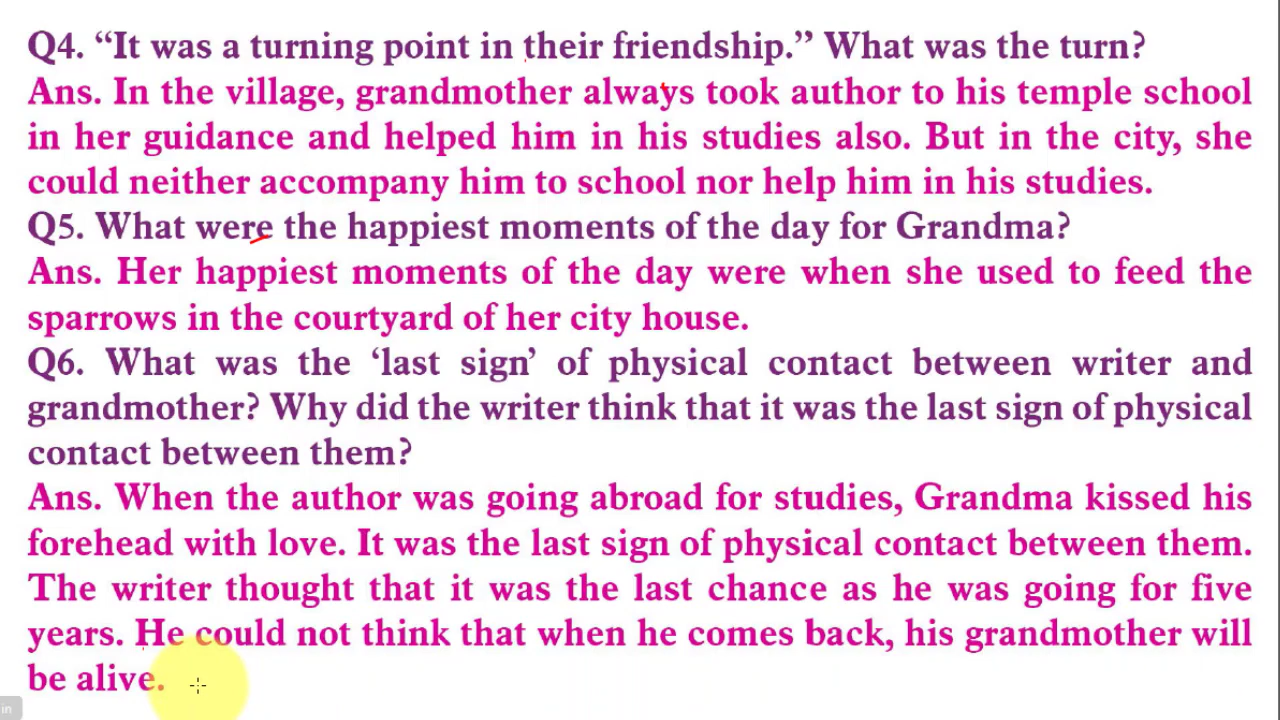 Q4. “It was a turning point in their friendship.” What was the turn?
Ans. In the village, grandmother always took author to his temple school
in her guidance and helped him in his studies also. But in the city, she
could neither accompany him to school nor help him in his studies.
Q5. What were the happiest moments of the day for Grandma?
Ans. Her happiest moments of the day were when she used to feed the
sparrows in the courtyard of her city house.
Q6. What was the ‘last sign’ of physical contact between writer and
grandmother? Why did the writer think that it was the last sign of physical
contact between them?
Ans. When the author was going abroad for studies, Grandma kissed his
forehead with love. It was the last sign of physical contact between them.
The writer thought that it was the last chance as he was going for five
years. He could not think that when he comes back, his grandmother will
be alive.
in